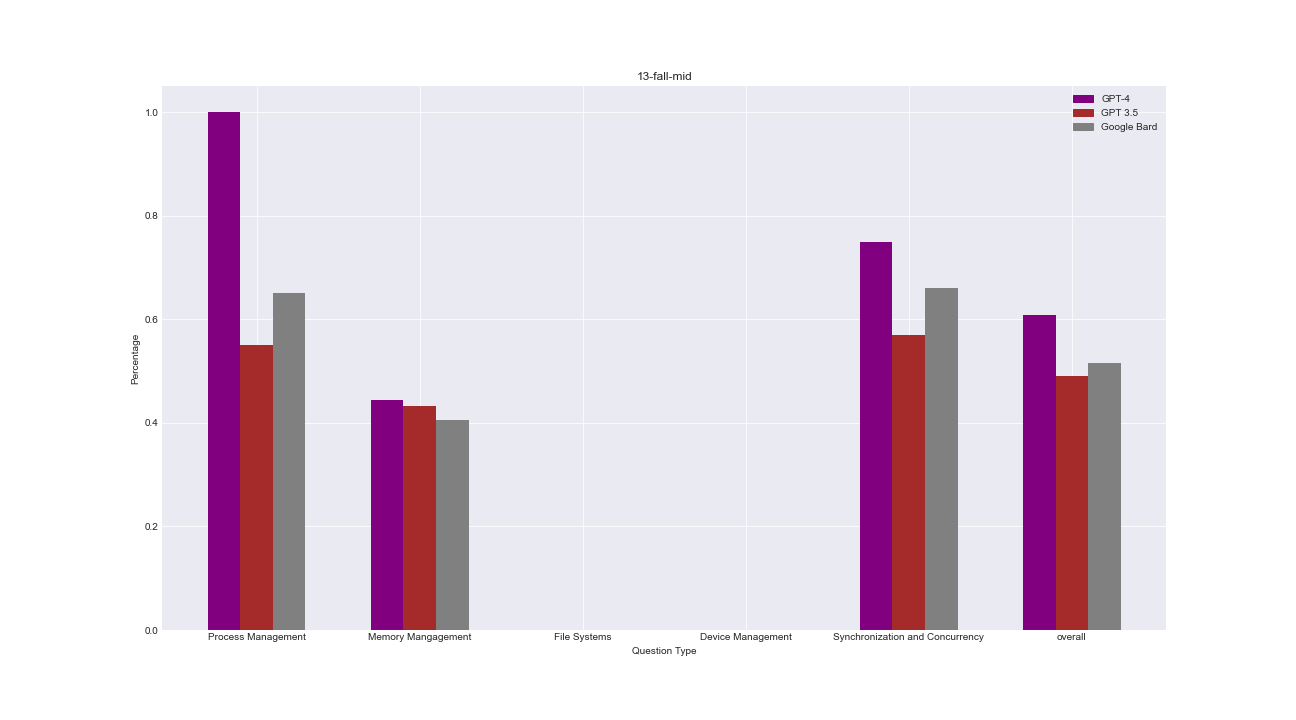 13-fall-mid
GPT-4
GPT 3.5
Google Bard
1.0
0.8
0.6
0.4
0.2
0.0
Percentage
Process Management
Memory Mangagement
File Systems
Device Management
Synchronization and Concurrency
overall
Question Type